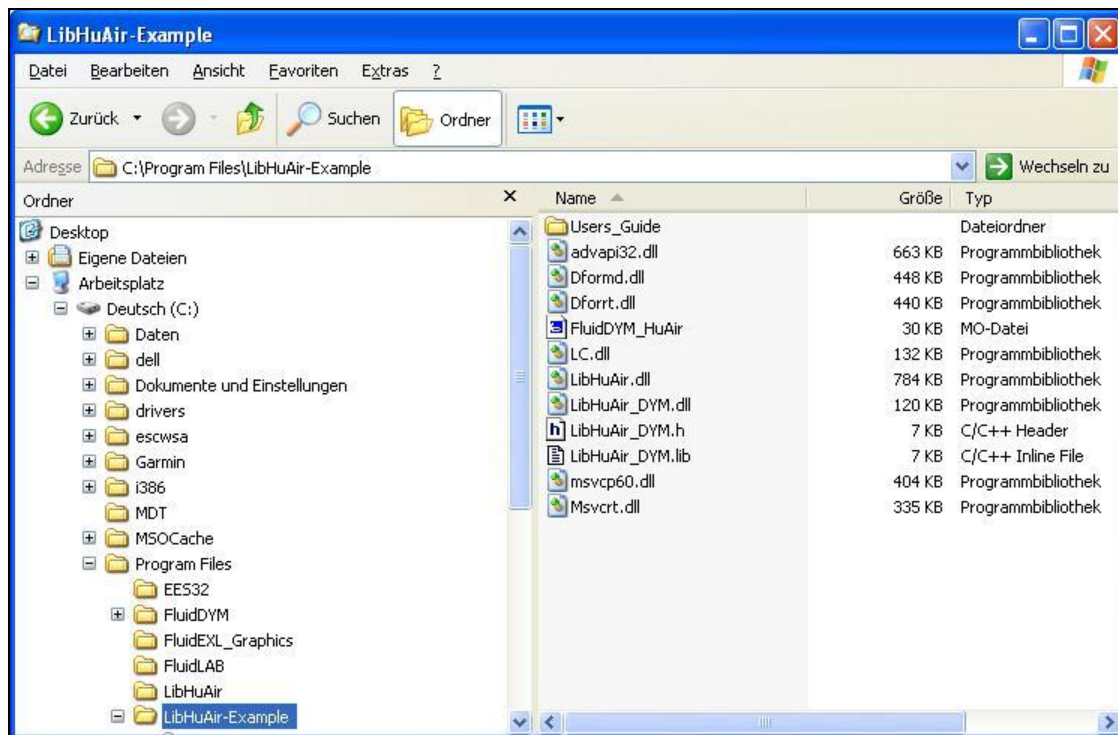 LibHuAir-Example
Datei Bearbeiten Ansicht Favoriten Extras ?
Zurück Suchen Ordner
Adresse C:\Program Files\LibHuAir-Example Wechseln zu
Ordner
Desktop
Eigene Dateien
Arbeitsplatz
Deutsch (C:)
Daten
dell
Dokumente und Einstellungen
drivers
escwsa
Garmin
i386
MDT
MSOCache
Program Files
EES32
FluidDYM
FluidEXL_Graphics
FluidLAB
LibHuAir
LibHuAir-Example
Name Größe Typ
Users_Guide Dateiordner
advapi32.dll 663 KB Programmbibliothek
Dformd.dll 448 KB Programmbibliothek
Dforrt.dll 440 KB Programmbibliothek
FluidDYM_HuAir 30 KB MO-Datei
LC.dll 132 KB Programmbibliothek
LibHuAir.dll 784 KB Programmbibliothek
LibHuAir_DYM.dll 120 KB Programmbibliothek
LibHuAir_DYM.h 7 KB C/C++ Header
LibHuAir_DYM.lib 7 KB C/C++ Inline File
msvcp60.dll 404 KB Programmbibliothek
Msvcrt.dll 335 KB Programmbibliothek